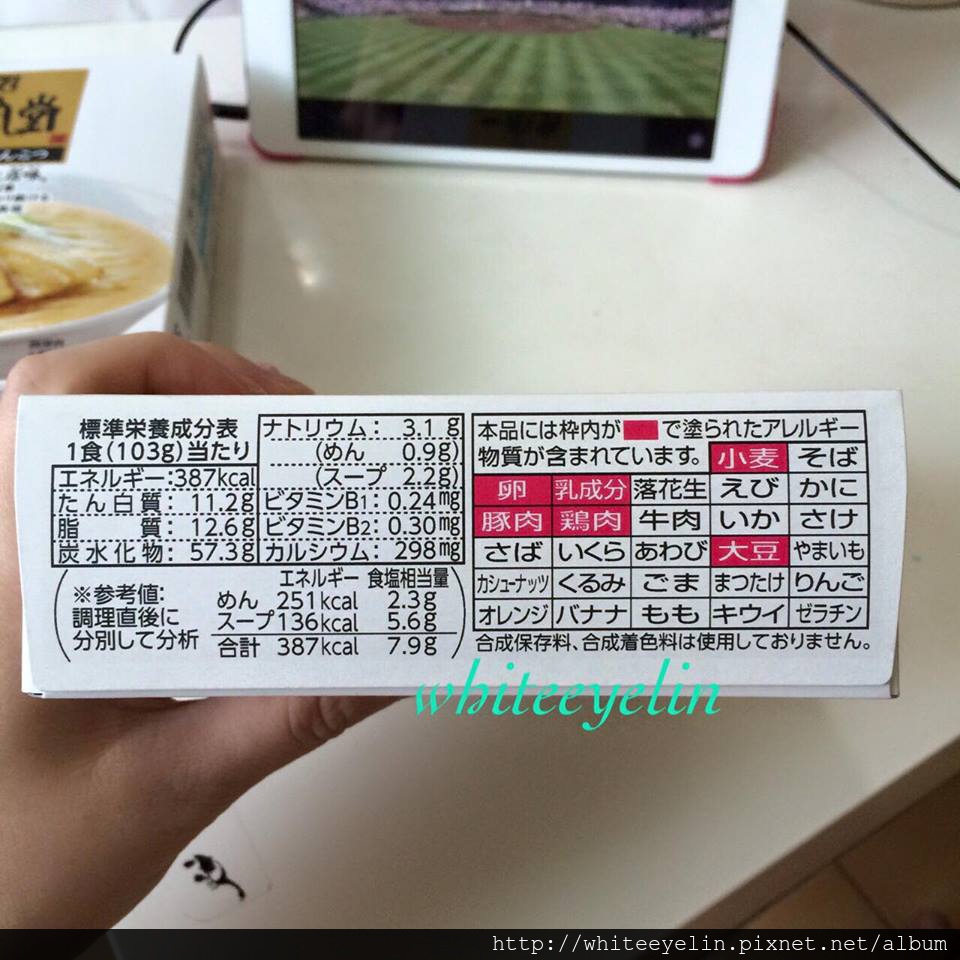 標準栄養成分表
1食(103g)当たり
エネルギー:387kcal
たん白質: 11.2g
脂 質: 12.6g
炭水化物: 57.3g
ナトリウム: 3.1g
(めん 0.9g)
(スープ 2.2g)
ビタミンB1: 0.24mg
ビタミンB2: 0.30mg
カルシウム: 298mg
※参考値:
調理直後に
分別して分析
エネルギー 食塩相当量
めん 251kcal 2.3g
スープ 136kcal 5.6g
合計 387kcal 7.9g
本品には枠内が で塗られたアレルギー
物質が含まれています。 小麦 そば
卵 乳成分 落花生 えび かに
豚肉 鶏肉 牛肉 いか さけ
さば いくら あわび 大豆 やまいも
カシューナッツ くるみ ごま まつたけ りんご
オレンジ バナナ もも キウイ ゼラチン
合成保存料、合成着色料は使用しておりません。
whiteeyelin
http://whiteeyelin.pixnet.net/album